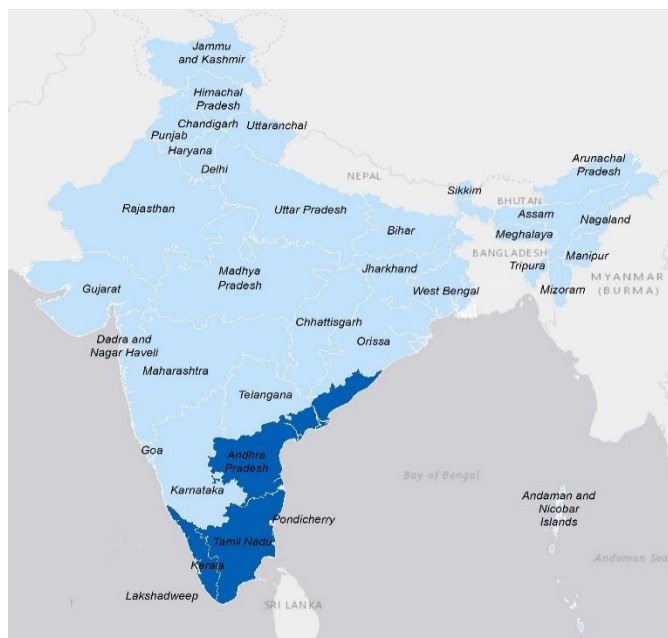 Jammu
and Kashmir
Himachal
Pradesh
Chandigarh
Uttaranchal
Punjab
Haryana
Delhi
NEPAL
Arunachal
Pradesh
Sikkim
BHUTAN
Rajasthan
Uttar Pradesh
Assam
Nagaland
Bihar
Meghalaya
BANGLADESH
Manipur
Tripura
Jharkhand
MYANMAR
(BURMA)
Madhya
Pradesh
Gujarat
West Bengal
Mizoram
Chhattisgarh
Orissa
Dadra and
Nagar Haveli
Maharashtra
Telangana
Goa
Andhra
Pradesh
Bay of Bengal
Karnataka
Andaman and
Nicobar
Islands
Pondicherry
Tamil Nadu
Andaman Sea
Kerala
Lakshadweep
SRI LANKA